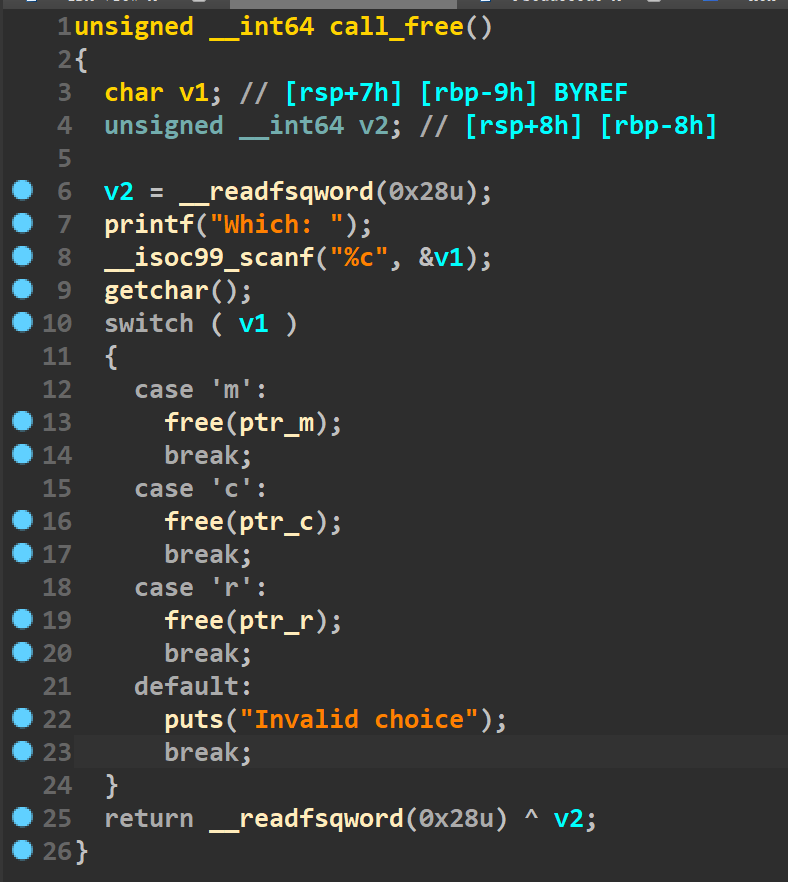 1 unsigned __int64 call_free()
2 {
3   char v1; // [rsp+7h] [rbp-9h] BYREF
4   unsigned __int64 v2; // [rsp+8h] [rbp-8h]
5
6   v2 = __readfsqword(0x28u);
7   printf("Which: ");
8   __isoc99_scanf("%c", &v1);
9   getchar();
10   switch ( v1 )
11   {
12     case 'm':
13       free(ptr_m);
14       break;
15     case 'c':
16       free(ptr_c);
17       break;
18     case 'r':
19       free(ptr_r);
20       break;
21     default:
22       puts("Invalid choice");
23       break;
24   }
25   return __readfsqword(0x28u) ^ v2;
26 }